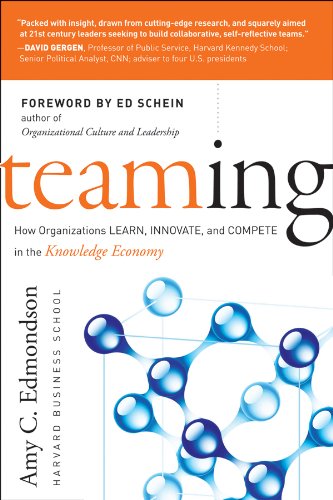 "Packed with insight, drawn from cutting-edge research, and squarely aimed
at 21st century leaders seeking to build collaborative, self-reflective teams."
—DAVID GERGEN, Professor of Public Service, Harvard Kennedy School;
Senior Political Analyst, CNN; adviser to four U.S. presidents
FOREWORD BY ED SCHEIN
author of
Organizational Culture and Leadership
teaming
How Organizations LEARN, INNOVATE, and COMPETE
in the Knowledge Economy
Amy C. Edmondson
HARVARD BUSINESS SCHOOL